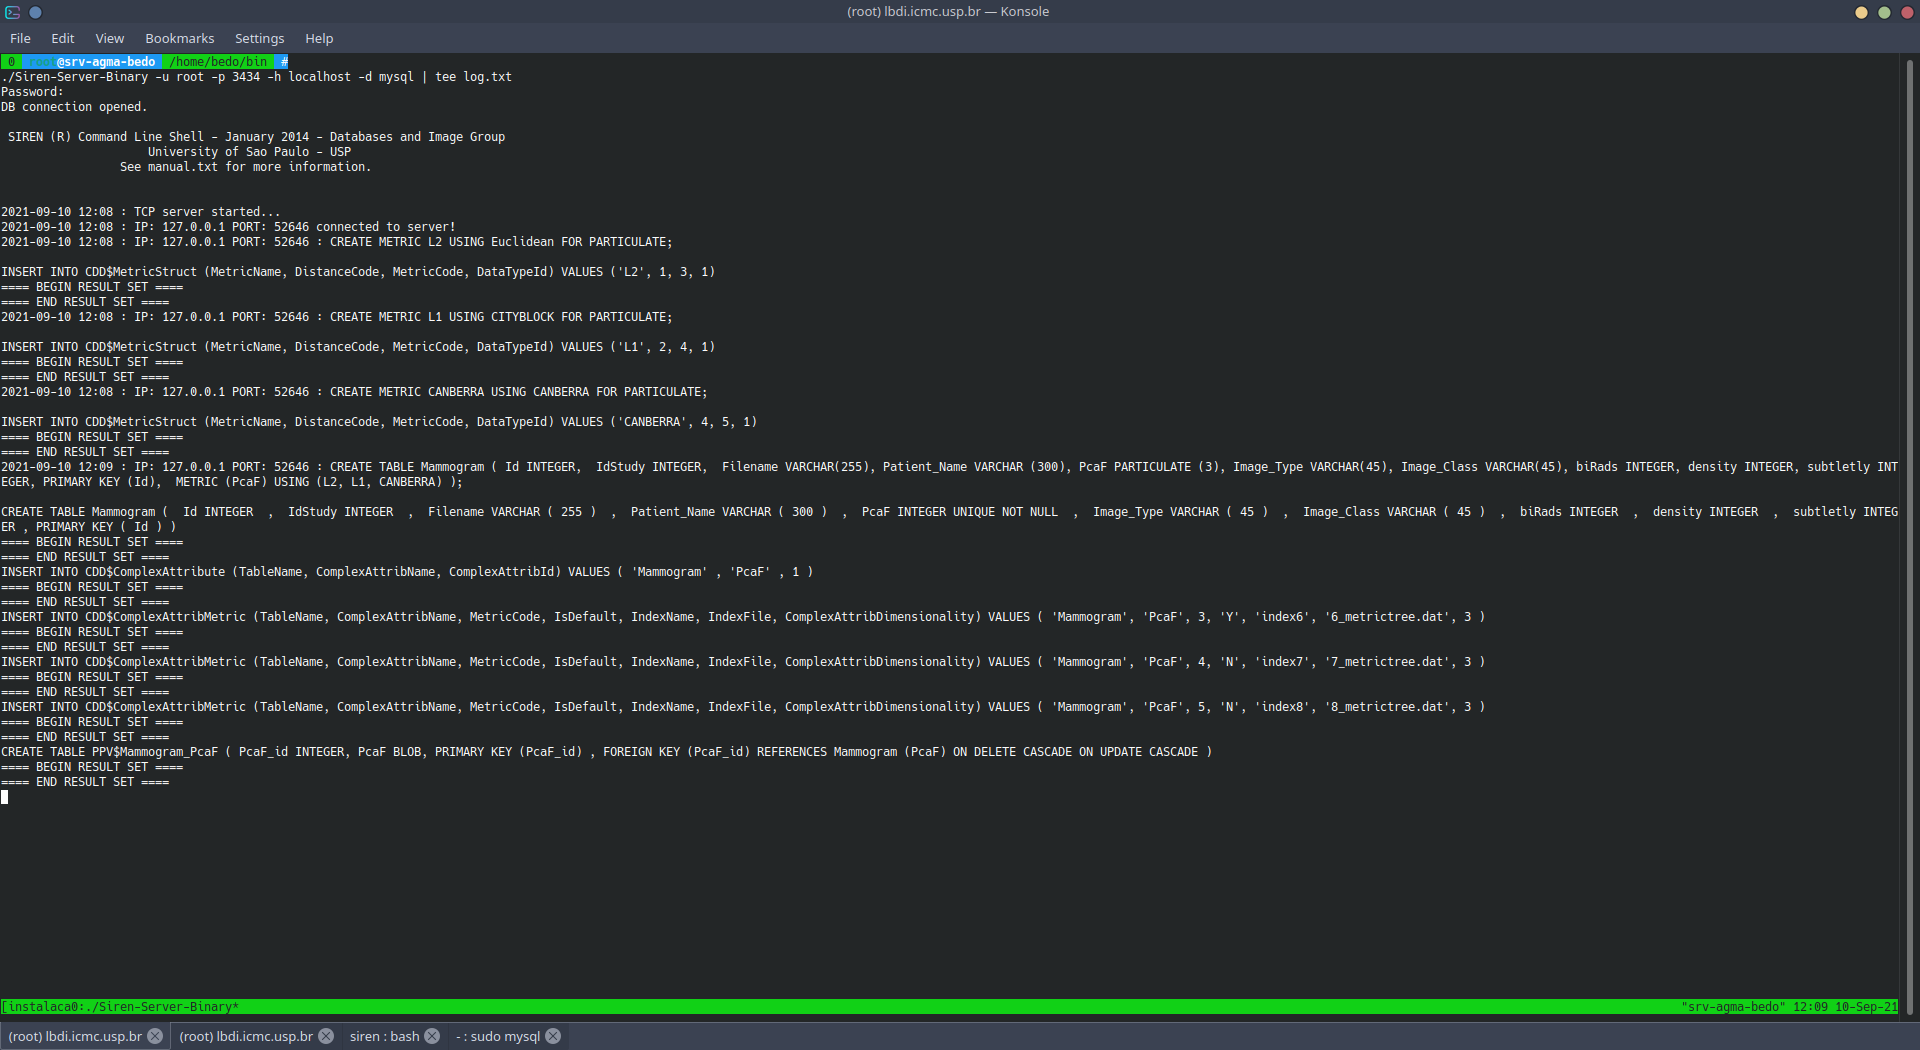 (root) lbdi.icmc.usp.br — Konsole
File Edit View Bookmarks Settings Help
0 root@srv-agma-bedo /home/bedo/bin #
./Siren-Server-Binary -u root -p 3434 -h localhost -d mysql | tee log.txt
Password:
DB connection opened.
SIREN (R) Command Line Shell - January 2014 - Databases and Image Group
University of Sao Paulo - USP
See manual.txt for more information.
2021-09-10 12:08 : TCP server started...
2021-09-10 12:08 : IP: 127.0.0.1 PORT: 52646 connected to server!
2021-09-10 12:08 : IP: 127.0.0.1 PORT: 52646 : CREATE METRIC L2 USING Euclidean FOR PARTICULATE;
INSERT INTO CDD$MetricStruct (MetricName, DistanceCode, MetricCode, DataTypeId) VALUES ('L2', 1, 3, 1)
==== BEGIN RESULT SET ====
==== END RESULT SET ====
2021-09-10 12:08 : IP: 127.0.0.1 PORT: 52646 : CREATE METRIC L1 USING CITYBLOCK FOR PARTICULATE;
INSERT INTO CDD$MetricStruct (MetricName, DistanceCode, MetricCode, DataTypeId) VALUES ('L1', 2, 4, 1)
==== BEGIN RESULT SET ====
==== END RESULT SET ====
2021-09-10 12:08 : IP: 127.0.0.1 PORT: 52646 : CREATE METRIC CANBERRA USING CANBERRA FOR PARTICULATE;
INSERT INTO CDD$MetricStruct (MetricName, DistanceCode, MetricCode, DataTypeId) VALUES ('CANBERRA', 4, 5, 1)
==== BEGIN RESULT SET ====
==== END RESULT SET ====
2021-09-10 12:09 : IP: 127.0.0.1 PORT: 52646 : CREATE TABLE Mammogram ( Id INTEGER,  IdStudy INTEGER,  Filename VARCHAR(255), Patient_Name VARCHAR (300), PcaF PARTICULATE (3), Image_Type VARCHAR(45), Image_Class VARCHAR(45), biRads INTEGER, density INTEGER, subtletly INT
EGER, PRIMARY KEY (Id),  METRIC (PcaF) USING (L2, L1, CANBERRA) );
CREATE TABLE Mammogram (  Id INTEGER  ,  IdStudy INTEGER  ,  Filename VARCHAR ( 255 )  ,  Patient_Name VARCHAR ( 300 )  ,  PcaF INTEGER UNIQUE NOT NULL  ,  Image_Type VARCHAR ( 45 )  ,  Image_Class VARCHAR ( 45 )  ,  biRads INTEGER  ,  density INTEGER  ,  subtletly INTEG
ER , PRIMARY KEY ( Id ) )
==== BEGIN RESULT SET ====
==== END RESULT SET ====
INSERT INTO CDD$ComplexAttribute (TableName, ComplexAttribName, ComplexAttribId) VALUES ( 'Mammogram' , 'PcaF' , 1 )
==== BEGIN RESULT SET ====
==== END RESULT SET ====
INSERT INTO CDD$ComplexAttribMetric (TableName, ComplexAttribName, MetricCode, IsDefault, IndexName, IndexFile, ComplexAttribDimensionality) VALUES ( 'Mammogram', 'PcaF', 3, 'Y', 'index6', '6_metrictree.dat', 3 )
==== BEGIN RESULT SET ====
==== END RESULT SET ====
INSERT INTO CDD$ComplexAttribMetric (TableName, ComplexAttribName, MetricCode, IsDefault, IndexName, IndexFile, ComplexAttribDimensionality) VALUES ( 'Mammogram', 'PcaF', 4, 'N', 'index7', '7_metrictree.dat', 3 )
==== BEGIN RESULT SET ====
==== END RESULT SET ====
INSERT INTO CDD$ComplexAttribMetric (TableName, ComplexAttribName, MetricCode, IsDefault, IndexName, IndexFile, ComplexAttribDimensionality) VALUES ( 'Mammogram', 'PcaF', 5, 'N', 'index8', '8_metrictree.dat', 3 )
==== BEGIN RESULT SET ====
==== END RESULT SET ====
CREATE TABLE PPV$Mammogram_PcaF ( PcaF_id INTEGER, PcaF BLOB, PRIMARY KEY (PcaF_id) , FOREIGN KEY (PcaF_id) REFERENCES Mammogram (PcaF) ON DELETE CASCADE ON UPDATE CASCADE )
==== BEGIN RESULT SET ====
==== END RESULT SET ====
[instalaca0:./Siren-Server-Binary* "srv-agma-bedo" 12:09 10-Sep-21
(root) lbdi.icmc.usp.br (root) lbdi.icmc.usp.br siren : bash - : sudo mysql